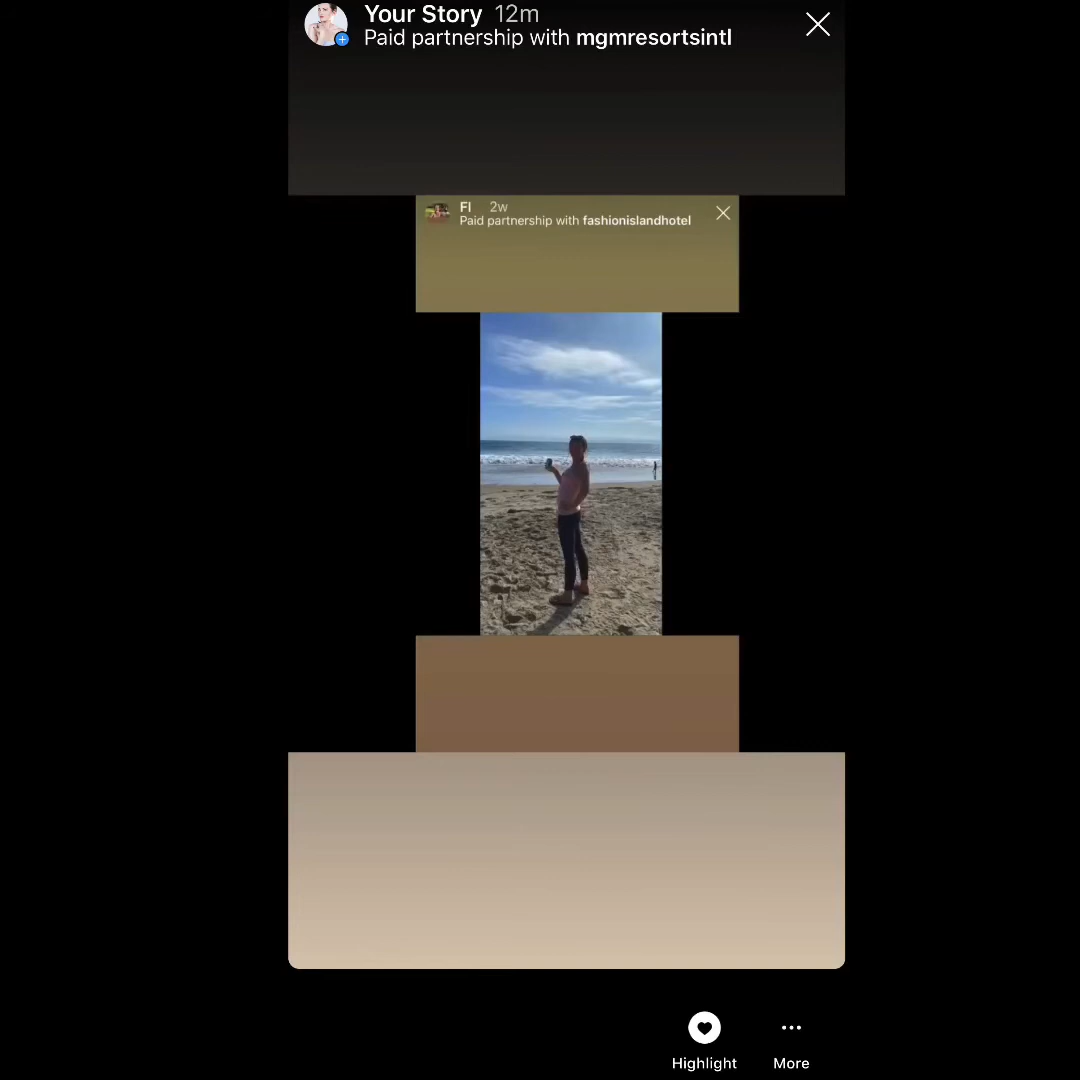 Your Story 12m
Paid partnership with mgmresortsintl
FI 2w
Paid partnership with fashionislandhotel
Highlight
More